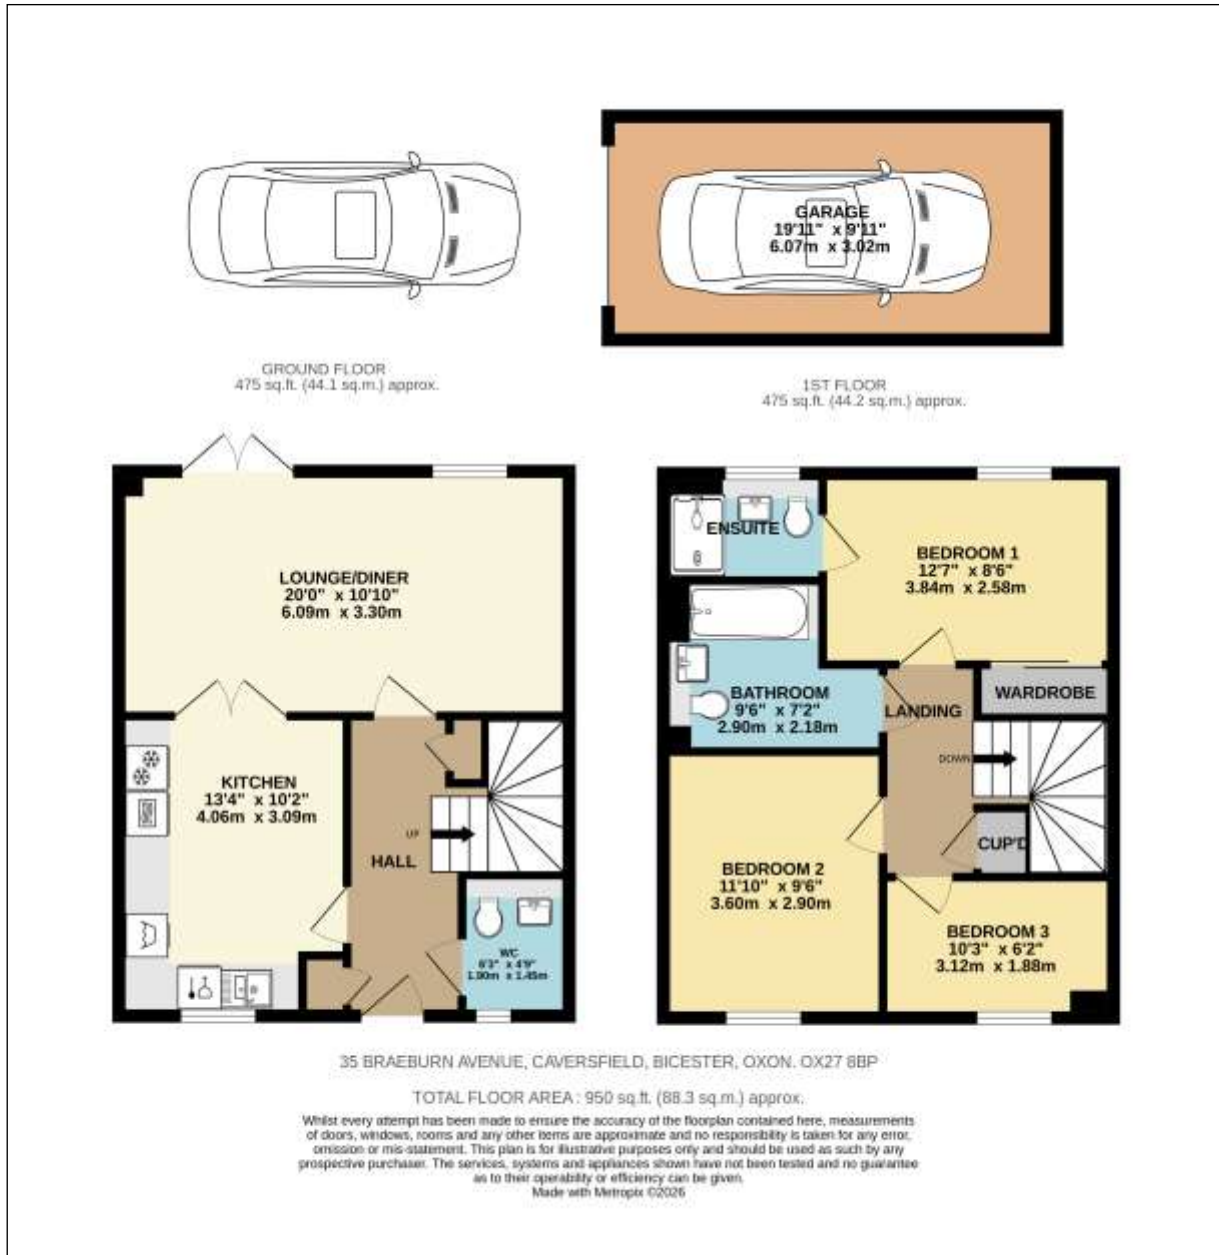 GARAGE
19'11" x 9'11"
6.07m x 3.02m
GROUND FLOOR
475 sq.ft. (44.1 sq.m.) approx.
1ST FLOOR
475 sq.ft. (44.2 sq.m.) approx.
LOUNGE/DINER
20'0" x 10'10"
6.09m x 3.30m
KITCHEN
13'4" x 10'2"
4.06m x 3.09m
UP
HALL
WC
6'3" x 4'9"
1.90m x 1.45m
ENSUITE
BEDROOM 1
12'7" x 8'6"
3.84m x 2.58m
WARDROBE
BATHROOM
9'6" x 7'2"
2.90m x 2.18m
LANDING
DOWN
CUP'D
BEDROOM 2
11'10" x 9'6"
3.60m x 2.90m
BEDROOM 3
10'3" x 6'2"
3.12m x 1.88m
35 BRAEBURN AVENUE, CAVERSFIELD, BICESTER, OXON. OX27 8BP
TOTAL FLOOR AREA : 950 sq.ft. (88.3 sq.m.) approx.
Whilst every attempt has been made to ensure the accuracy of the floorplan contained here, measurements
of doors, windows, rooms and any other items are approximate and no responsibility is taken for any error,
omission or mis-statement. This plan is for illustrative purposes only and should be used as such by any
prospective purchaser. The services, systems and appliances shown have not been tested and no guarantee
as to their operability or efficiency can be given.
Made with Metropix ©2026